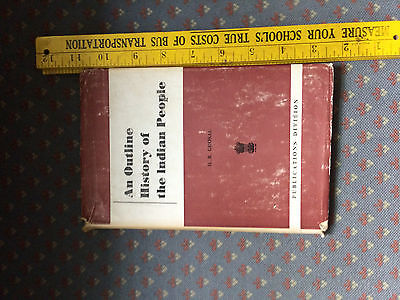 MEASURE YOUR SCHOOL'S TRUE COSTS OF BUS TRANSPORTATION
12 11 10 9 8 7 6 5 4 3 2 1
An Outline
History of
the Indian People
H. R. GHOSAL
PUBLICATIONS DIVISION